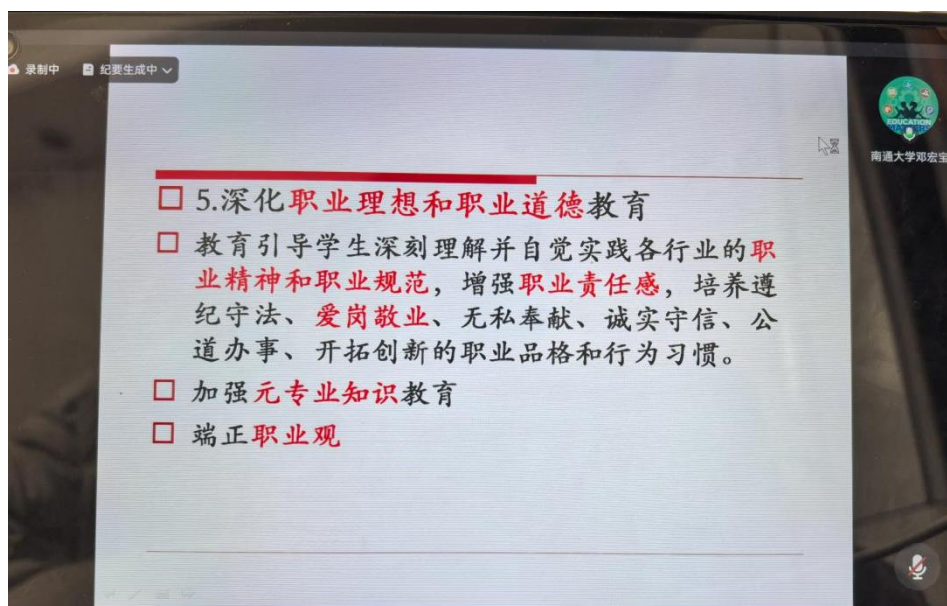 录制中 纪要生成中
EDUCATION
南通大学邓宏宝
5.深化职业理想和职业道德教育
教育引导学生深刻理解并自觉实践各行业的职
业精神和职业规范，增强职业责任感，培养遵
纪守法、爱岗敬业、无私奉献、诚实守信、公
道办事、开拓创新的职业品格和行为习惯。
加强元专业知识教育
端正职业观